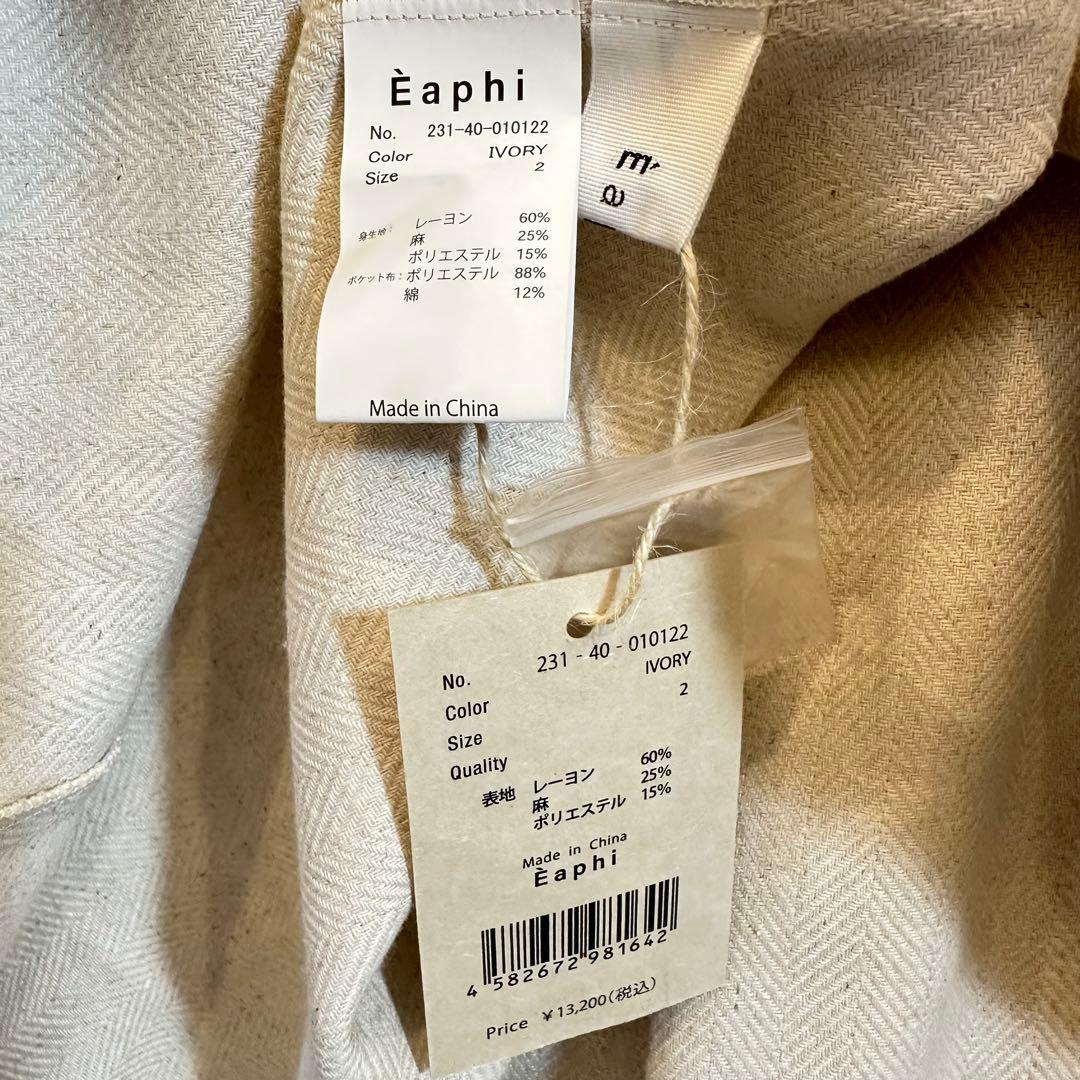 Èaphi
No. 231-40-010122
Color IVORY
Size 2
身生地: レーヨン 60%
麻 25%
ポリエステル 15%
ポケット布: ポリエステル 88%
綿 12%
Made in China
No. 231 - 40 - 010122
Color IVORY
Size 2
Quality
表地 レーヨン 60%
麻 25%
ポリエステル 15%
Made in China
Èaphi
4 582672 981642
Price ¥13,200(税込)